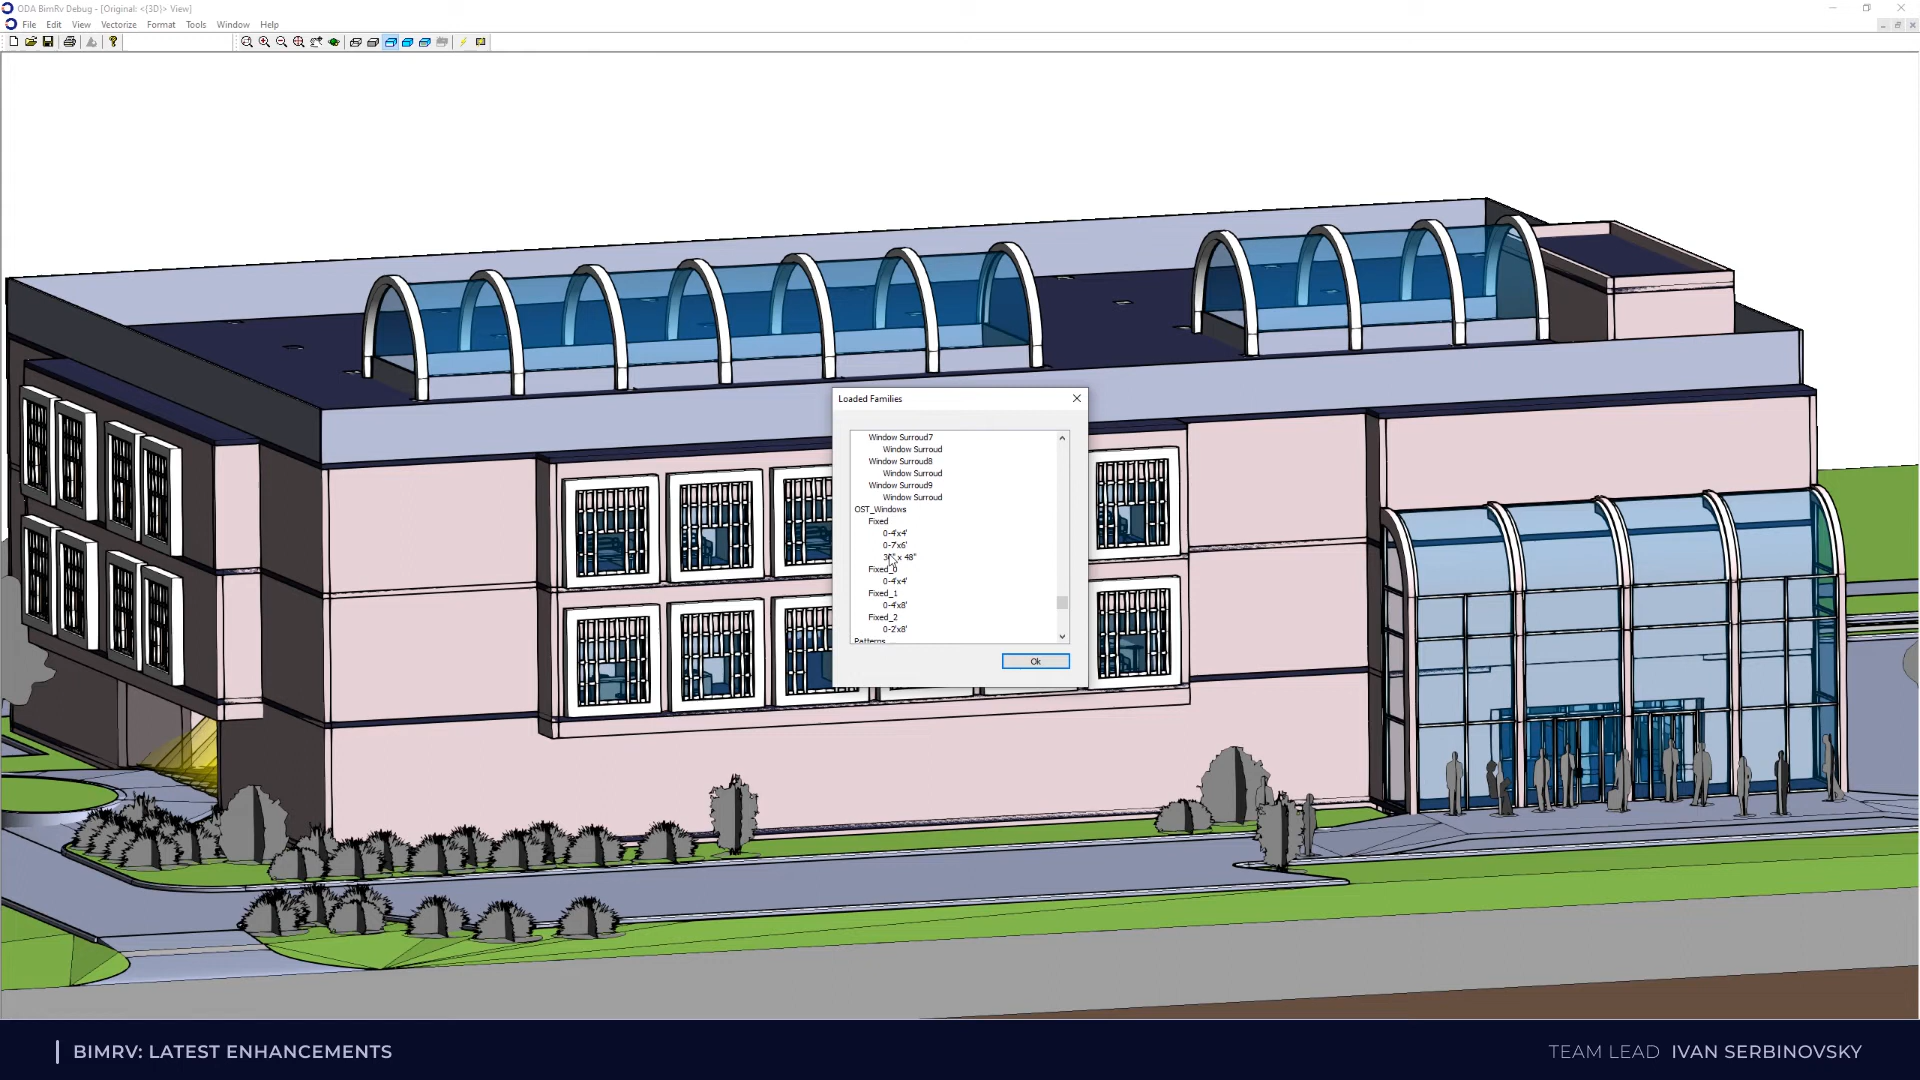 ODA BimRv Debug - [Original: <{3D}> View]
File Edit View Vectorize Format Tools Window Help
Loaded Families
Window Surroud7
Window Surroud
Window Surroud8
Window Surroud
Window Surroud9
Window Surroud
OST_Windows
Fixed
0-4'x4'
0-7'x6'
x 48"
Fixed_0
0-4'x4'
Fixed_1
0-4'x8'
Fixed_2
0-2'x8'
Patterns
Ok
BIMRV: LATEST ENHANCEMENTS
TEAM LEAD IVAN SERBINOVSKY